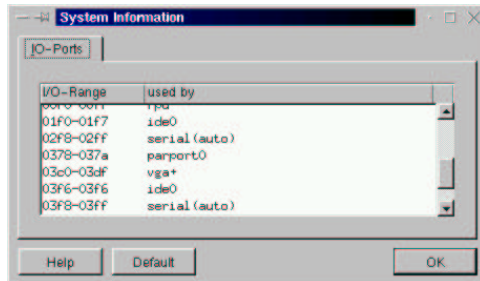 System Information
IO-Ports
I/O-Range used by
01f0-01f7 ide0
02f8-02ff serial(auto)
0378-037a parport0
03c0-03df vga+
03f6-03f6 ide0
03f8-03ff serial(auto)
Help Default OK